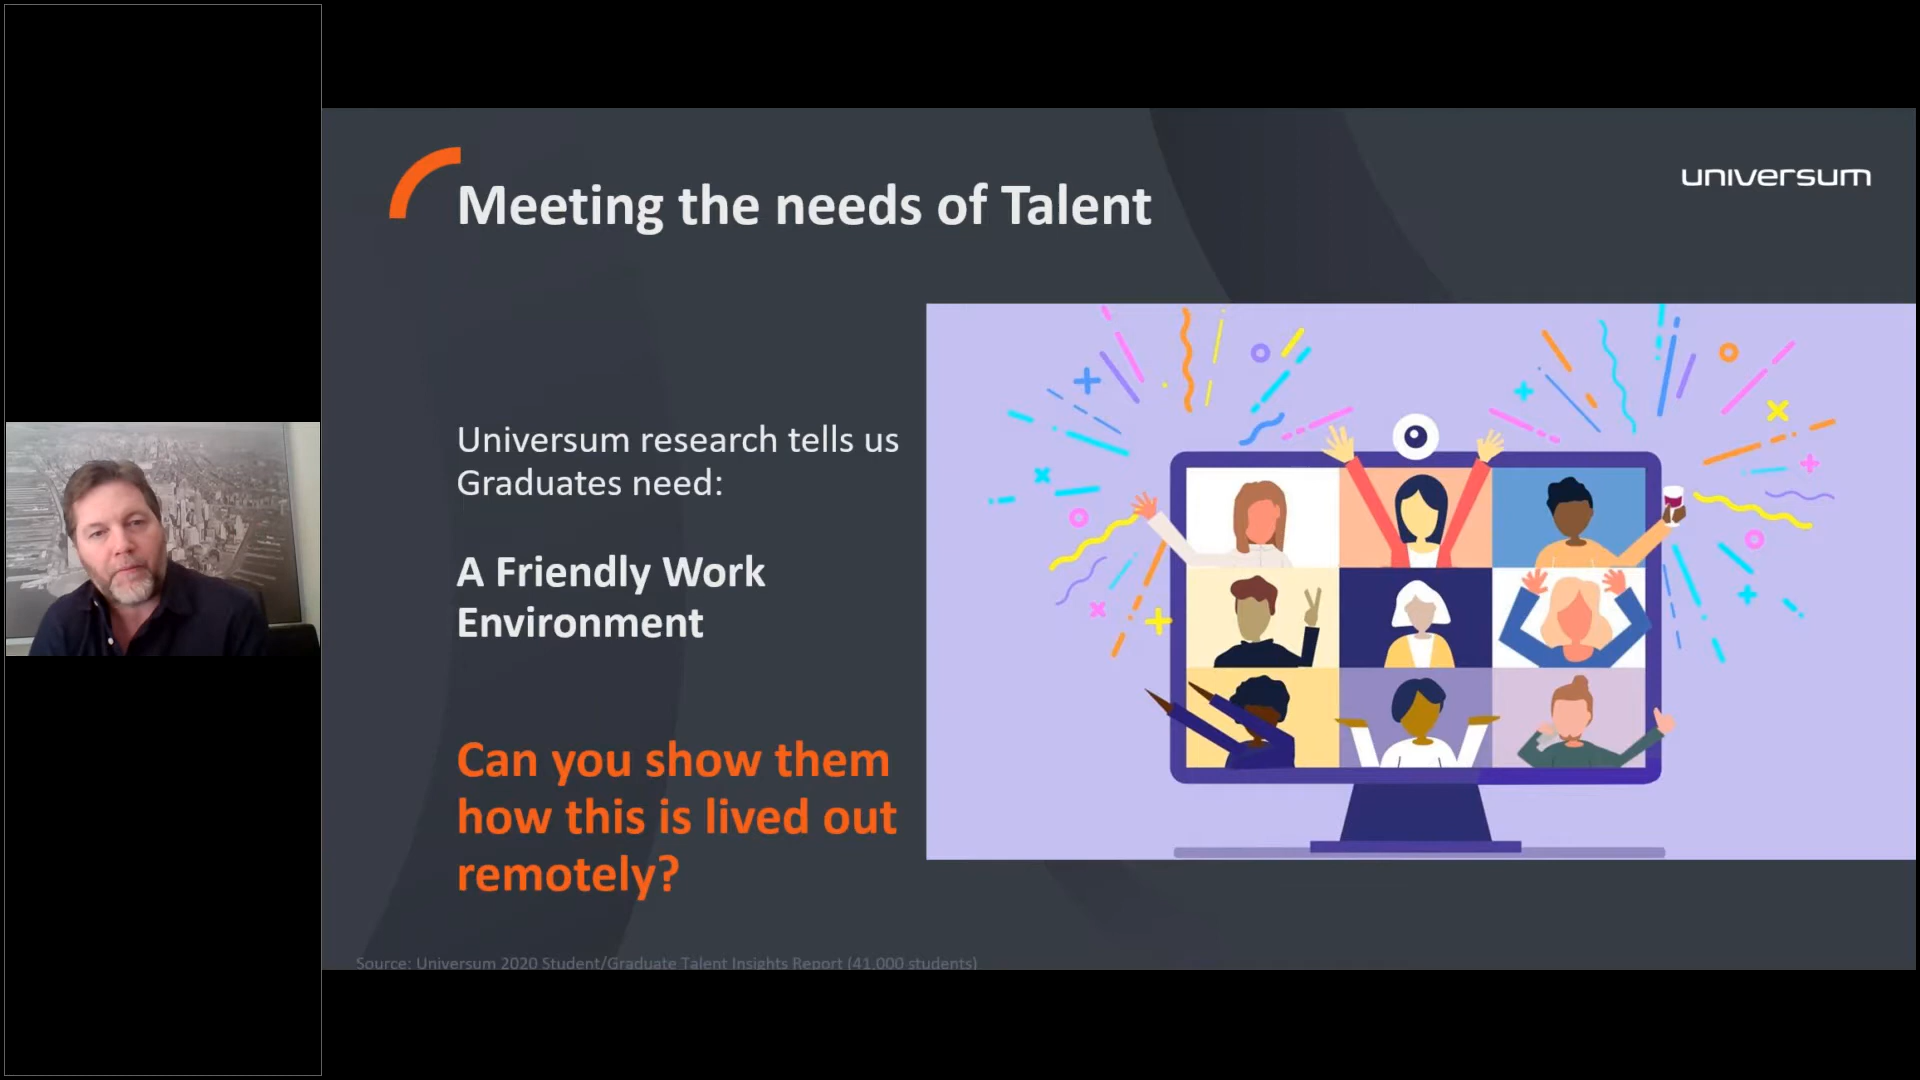 Meeting the needs of Talent
universum
Universum research tells us
Graduates need:
A Friendly Work
Environment
Can you show them
how this is lived out
remotely?
Source: Universum 2020 Student/Graduate Talent Insights Report (41,000 students)